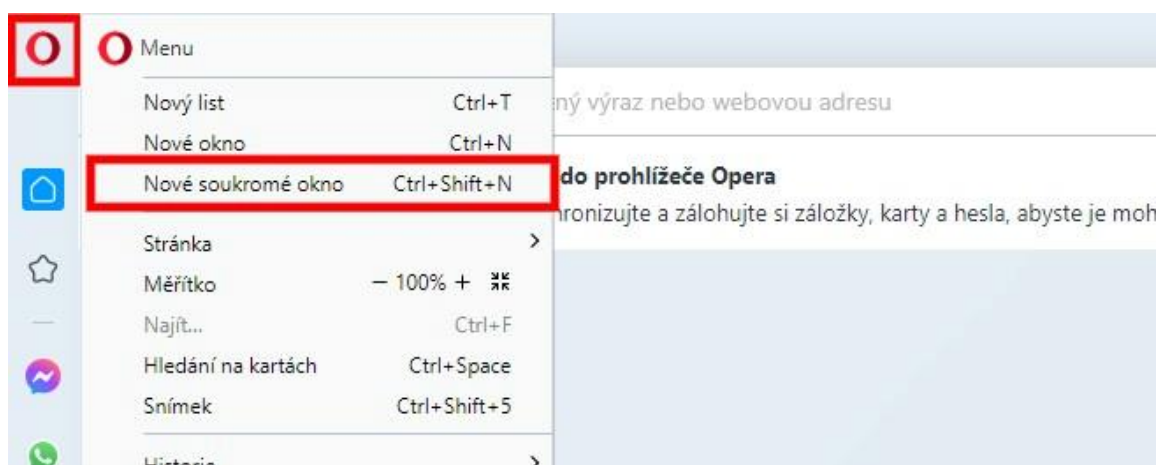 Menu
Nový list Ctrl+T
ný výraz nebo webovou adresu
Nové okno Ctrl+N
do prohlížeče Opera
Nové soukromé okno Ctrl+Shift+N
hronizujte a zálohujte si záložky, karty a hesla, abyste je moh
Stránka
Měřítko – 100% +
Najít... Ctrl+F
Hledání na kartách Ctrl+Space
Snímek Ctrl+Shift+5
Historie